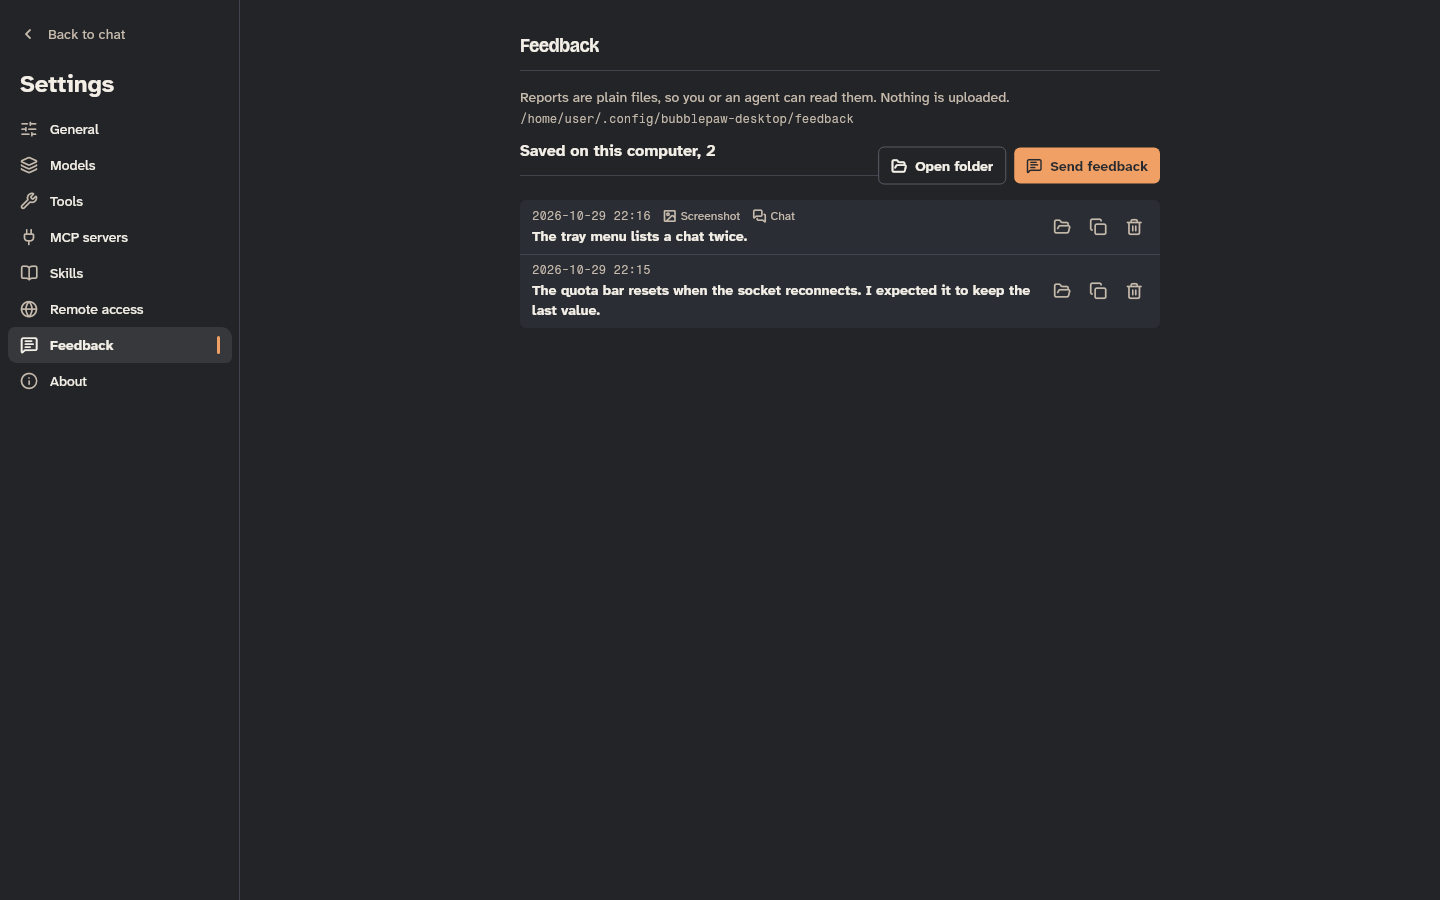 Back to chat
Settings
General
Models
Tools
MCP servers
Skills
Remote access
Feedback
About
Feedback
Reports are plain files, so you or an agent can read them. Nothing is uploaded.
/home/user/.config/bubblepaw-desktop/feedback
Saved on this computer, 2
Open folder
Send feedback
2026-10-29 22:16 Screenshot Chat
The tray menu lists a chat twice.
2026-10-29 22:15
The quota bar resets when the socket reconnects. I expected it to keep the
last value.